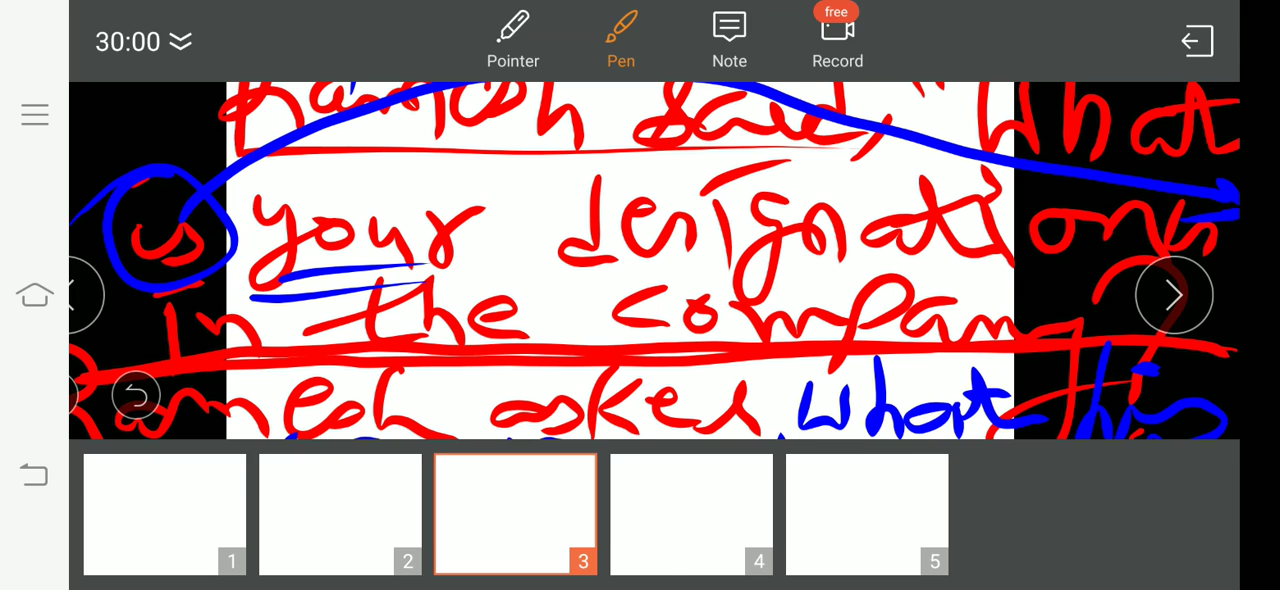 30:00
Pointer
Pen
Note
free
Record
Ramesh said, "What
is your designation
in the company?"
Ramesh asked what his
1
2
3
4
5